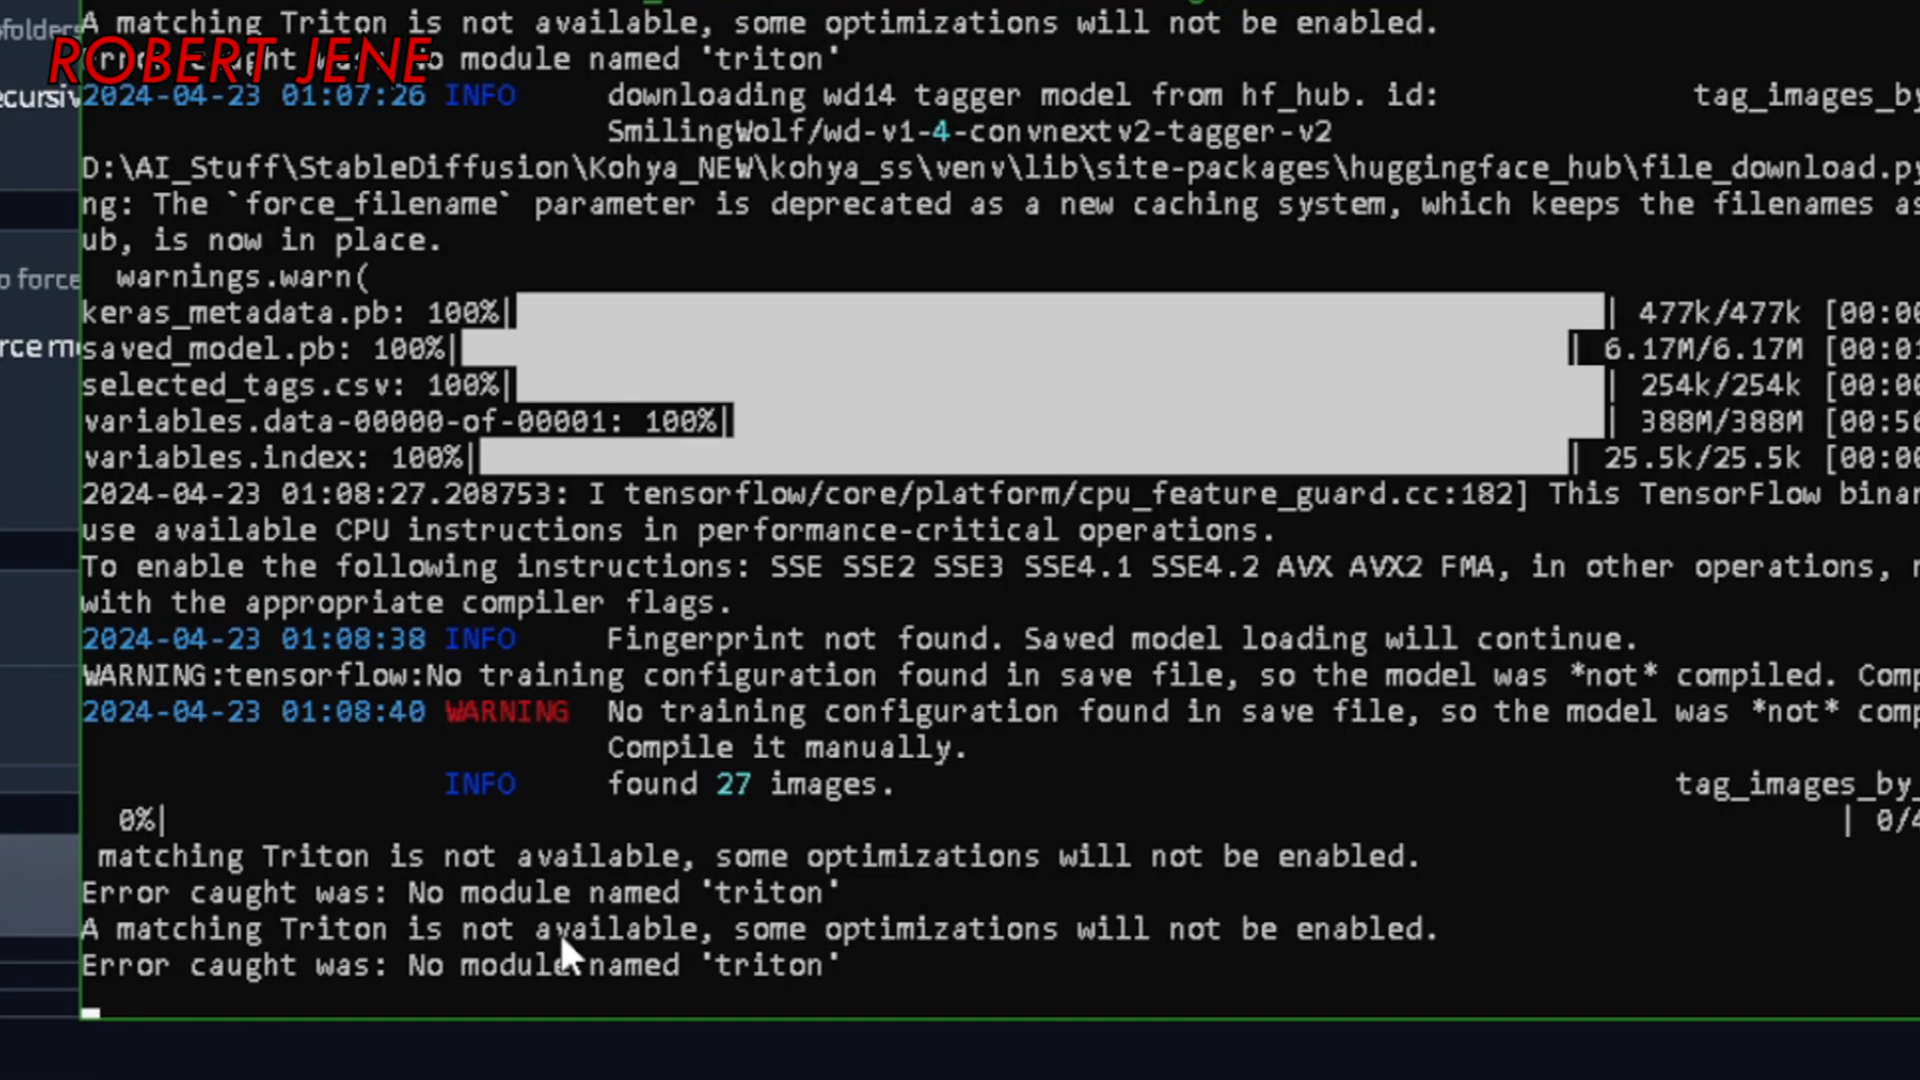 folders
A matching Triton is not available, some optimizations will not be enabled.
ROBERT JENE
No module named 'triton'
2024-04-23 01:07:26 INFO downloading wd14 tagger model from hf_hub. id: tag_images_by
SmilingWolf/wd-v1-4-convnextv2-tagger-v2
D:\AI_Stuff\StableDiffusion\Kohya_NEW\kohya_ss\venv\lib\site-packages\huggingface_hub\file_download.py
ng: The `force_filename` parameter is deprecated as a new caching system, which keeps the filenames as
ub, is now in place.
warnings.warn(
o force
keras_metadata.pb: 100%| | 477k/477k [00:00
saved_model.pb: 100%| | 6.17M/6.17M [00:01
selected_tags.csv: 100%| | 254k/254k [00:00
variables.data-00000-of-00001: 100%| | 388M/388M [00:50
variables.index: 100%| | 25.5k/25.5k [00:00
2024-04-23 01:08:27.208753: I tensorflow/core/platform/cpu_feature_guard.cc:182] This TensorFlow binar
use available CPU instructions in performance-critical operations.
To enable the following instructions: SSE SSE2 SSE3 SSE4.1 SSE4.2 AVX AVX2 FMA, in other operations, r
with the appropriate compiler flags.
2024-04-23 01:08:38 INFO Fingerprint not found. Saved model loading will continue.
WARNING:tensorflow:No training configuration found in save file, so the model was *not* compiled. Comp
2024-04-23 01:08:40 WARNING No training configuration found in save file, so the model was *not* comp
Compile it manually.
INFO found 27 images. tag_images_by_
0%| | 0/4
matching Triton is not available, some optimizations will not be enabled.
Error caught was: No module named 'triton'
A matching Triton is not available, some optimizations will not be enabled.
Error caught was: No module named 'triton'